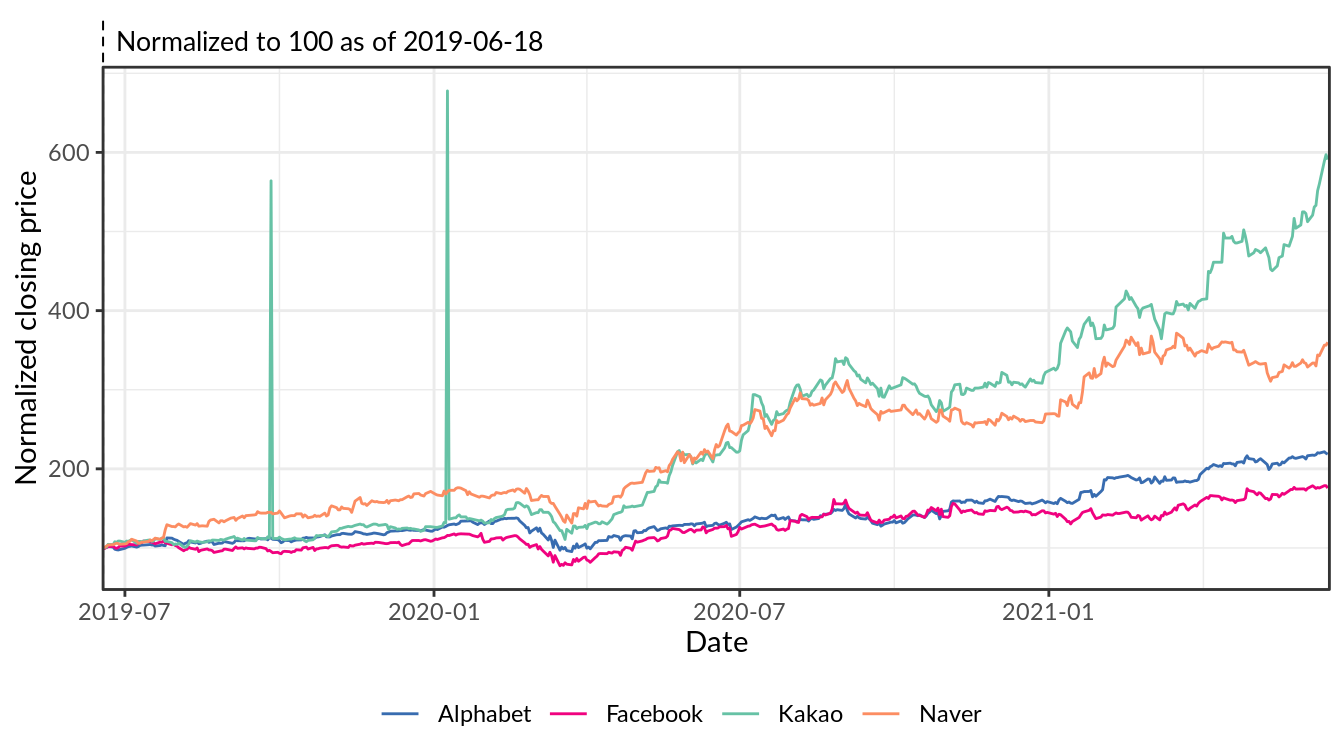 Normalized to 100 as of 2019-06-18
600
400
200
Normalized closing price
2019-07 2020-01 2020-07 2021-01
Date
Alphabet Facebook Kakao Naver